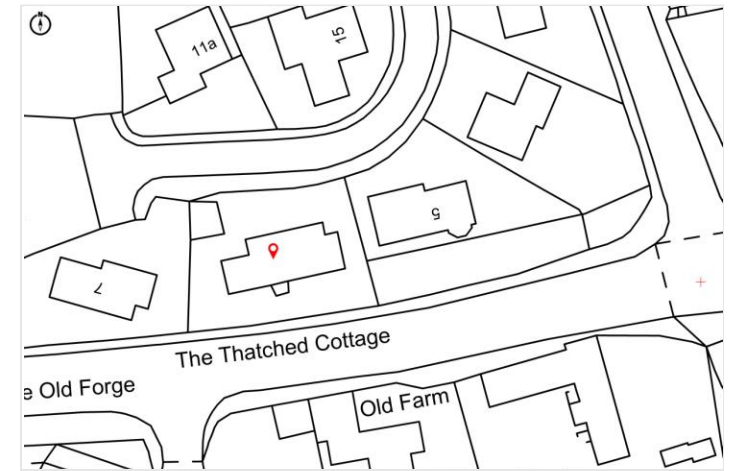 11a
15
5
7
The Thatched Cottage
e Old Forge
Old Farm